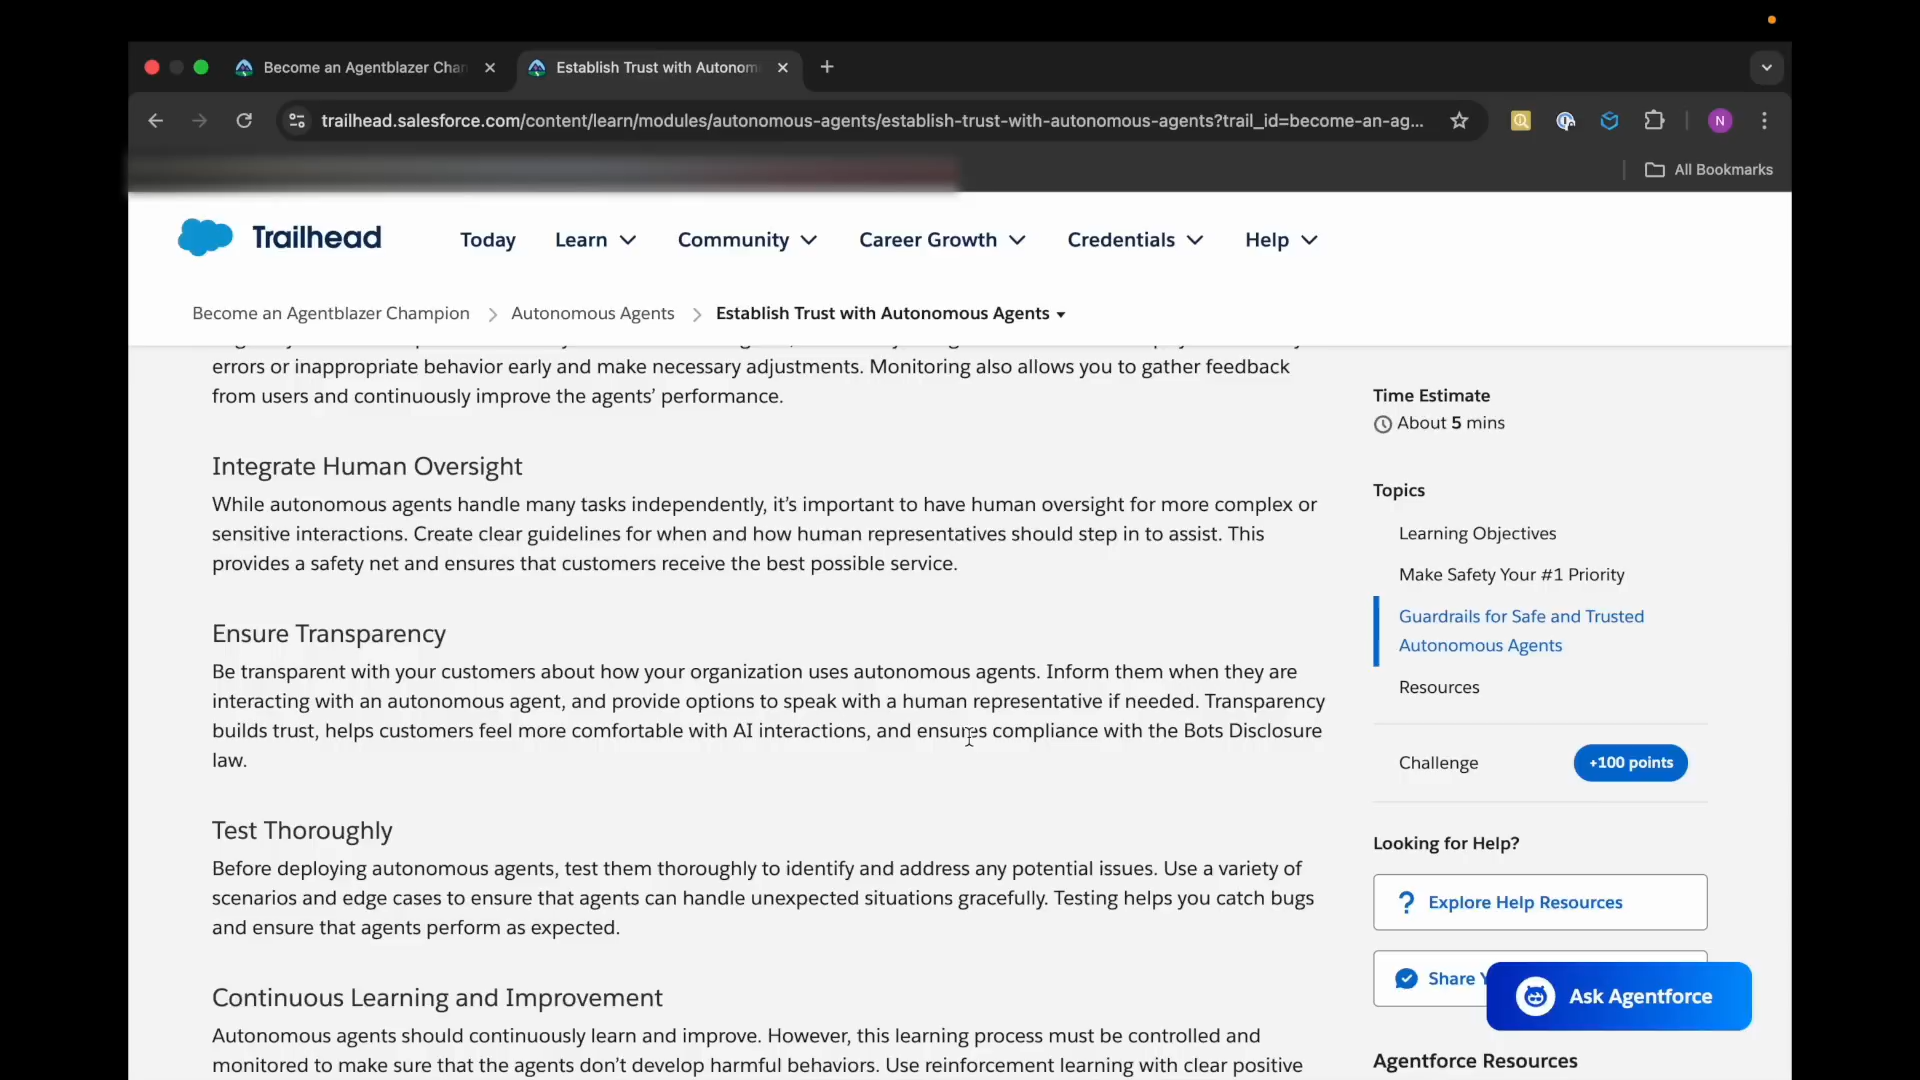 Become an Agentblazer Cha
Establish Trust with Autonom
trailhead.salesforce.com/content/learn/modules/autonomous-agents/establish-trust-with-autonomous-agents?trail_id=become-an-ag...
N
All Bookmarks
Trailhead
Today
Learn
Community
Career Growth
Credentials
Help
Become an Agentblazer Champion
Autonomous Agents
Establish Trust with Autonomous Agents
errors or inappropriate behavior early and make necessary adjustments. Monitoring also allows you to gather feedback
from users and continuously improve the agents’ performance.
Integrate Human Oversight
While autonomous agents handle many tasks independently, it’s important to have human oversight for more complex or
sensitive interactions. Create clear guidelines for when and how human representatives should step in to assist. This
provides a safety net and ensures that customers receive the best possible service.
Ensure Transparency
Be transparent with your customers about how your organization uses autonomous agents. Inform them when they are
interacting with an autonomous agent, and provide options to speak with a human representative if needed. Transparency
builds trust, helps customers feel more comfortable with AI interactions, and ensures compliance with the Bots Disclosure
law.
Test Thoroughly
Before deploying autonomous agents, test them thoroughly to identify and address any potential issues. Use a variety of
scenarios and edge cases to ensure that agents can handle unexpected situations gracefully. Testing helps you catch bugs
and ensure that agents perform as expected.
Continuous Learning and Improvement
Autonomous agents should continuously learn and improve. However, this learning process must be controlled and
monitored to make sure that the agents don’t develop harmful behaviors. Use reinforcement learning with clear positive
Time Estimate
About 5 mins
Topics
Learning Objectives
Make Safety Your #1 Priority
Guardrails for Safe and Trusted
Autonomous Agents
Resources
Challenge
+100 points
Looking for Help?
? Explore Help Resources
Share
Ask Agentforce
Agentforce Resources